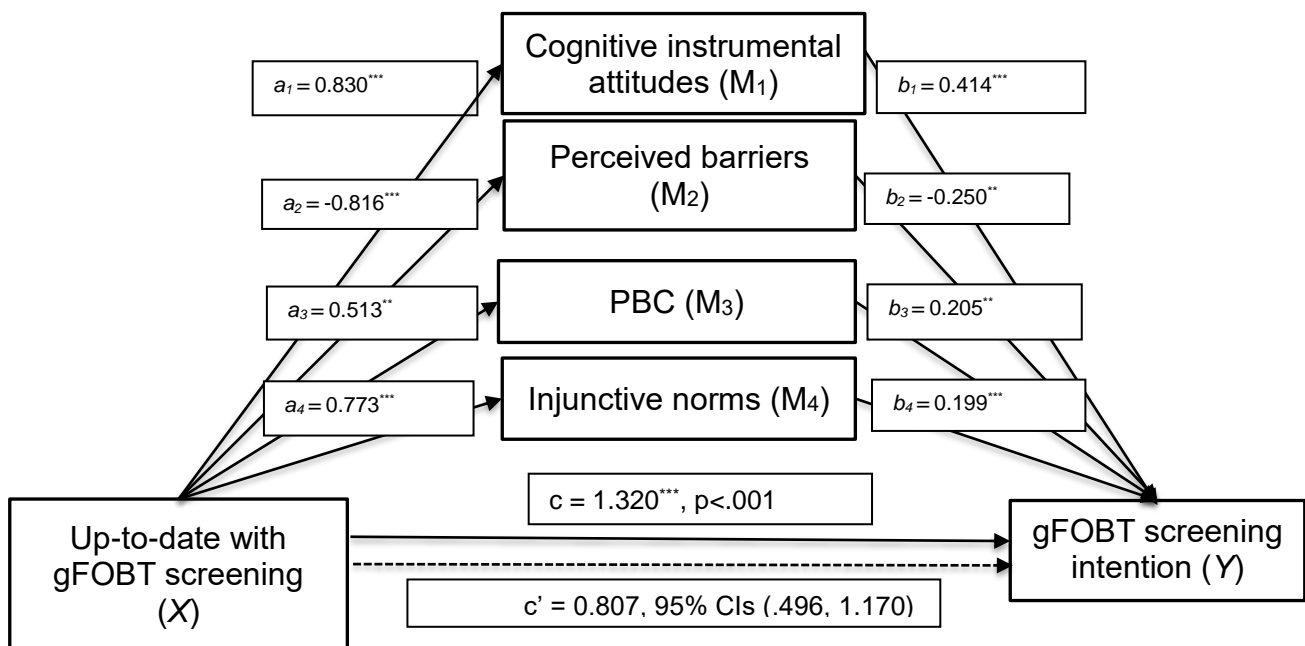 Cognitive instrumental
attitudes (M₁)
a₁ = 0.830***
b₁ = 0.414***
Perceived barriers
(M₂)
a₂ = -0.816***
b₂ = -0.250**
PBC (M₃)
a₃ = 0.513**
b₃ = 0.205**
Injunctive norms (M₄)
a₄ = 0.773***
b₄ = 0.199***
c = 1.320***, p<.001
Up-to-date with
gFOBT screening
(X)
gFOBT screening
intention (Y)
c’ = 0.807, 95% CIs (.496, 1.170)